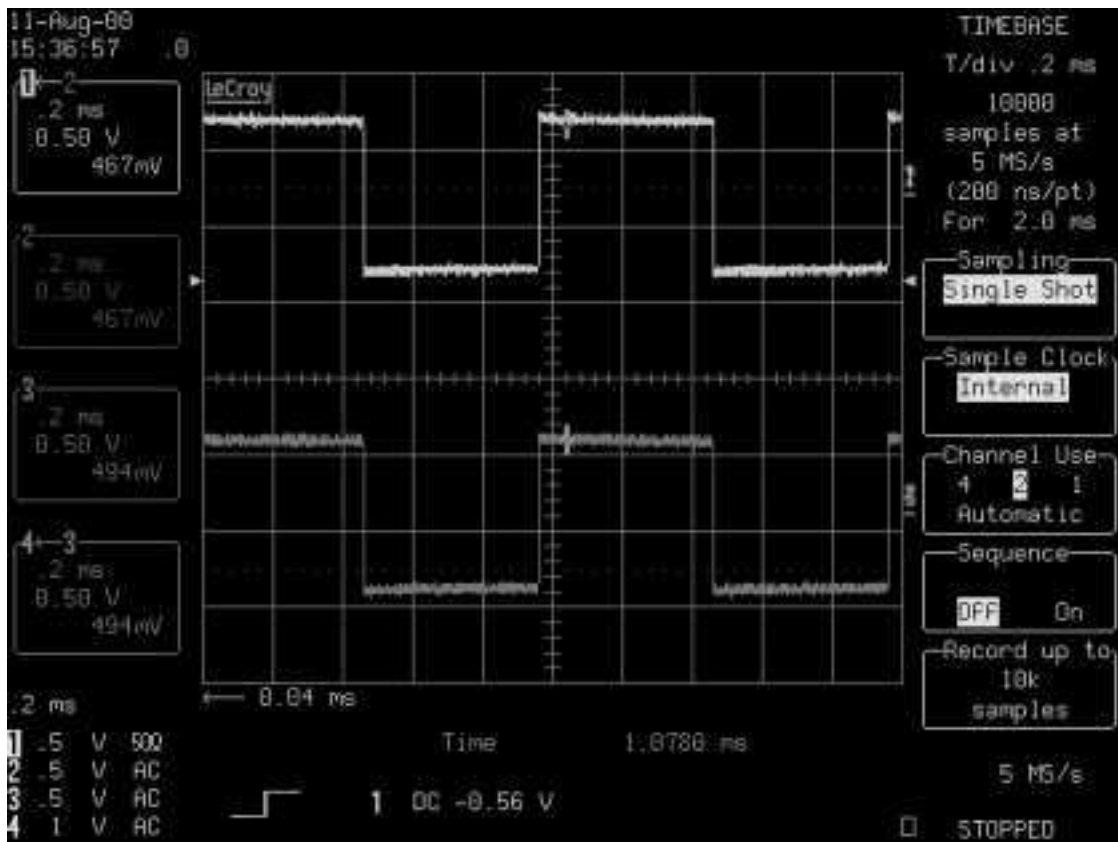 11-Aug-00
15:36:57 .0
1 2
.2 ms
0.50 V
467mV
2
.2 ms
0.50 V
467mV
3
.2 ms
0.50 V
494mV
4 3
.2 ms
0.50 V
494mV
.2 ms
1 .5 V 50Ω
2 .5 V AC
3 .5 V AC
4 1 V AC
LeCroy
0.04 ms
Time 1.0780 ms
1 DC -0.56 V
TIMEBASE
T/div .2 ms
10000
samples at
5 MS/s
(200 ns/pt)
For 2.0 ms
Sampling
Single Shot
Sample Clock
Internal
Channel Use
4 2 1
Automatic
Sequence
OFF On
Record up to
10k
samples
5 MS/s
STOPPED